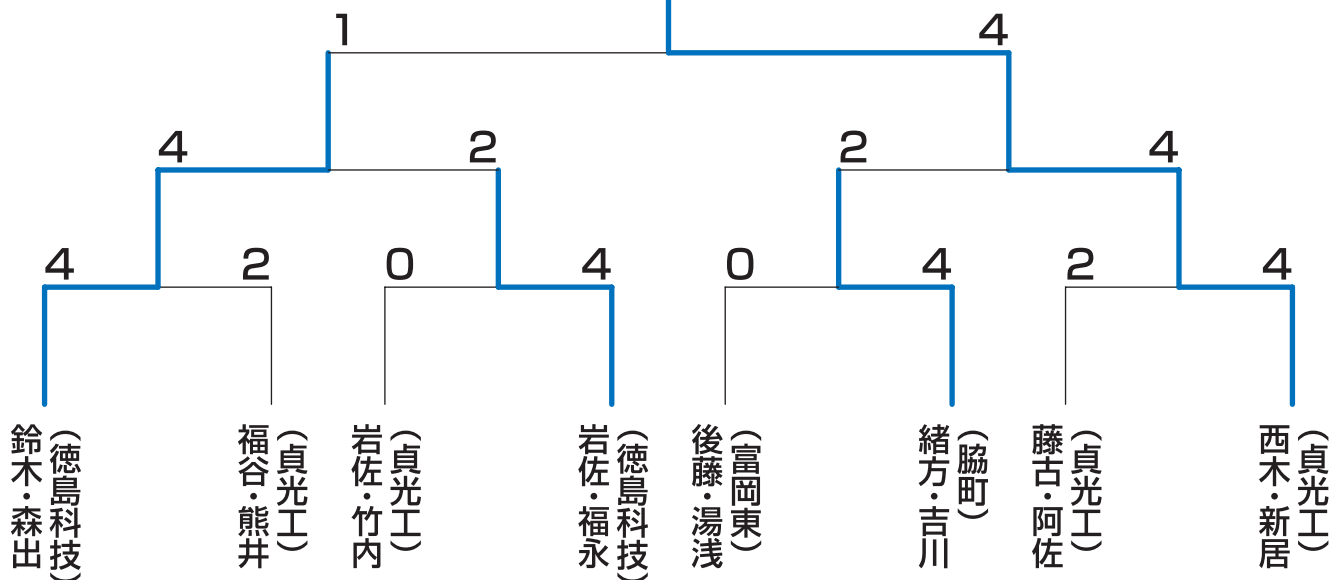 1
4
4
2
2
4
4
2
0
4
0
4
2
4
鈴木・森出
(徳島科技)
福谷・熊井
(貞光工)
岩佐・竹内
(貞光工)
岩佐・福永
(徳島科技)
後藤・湯浅
(富岡東)
緒方・吉川
(脇町)
藤古・阿佐
(貞光工)
西木・新居
(貞光工)